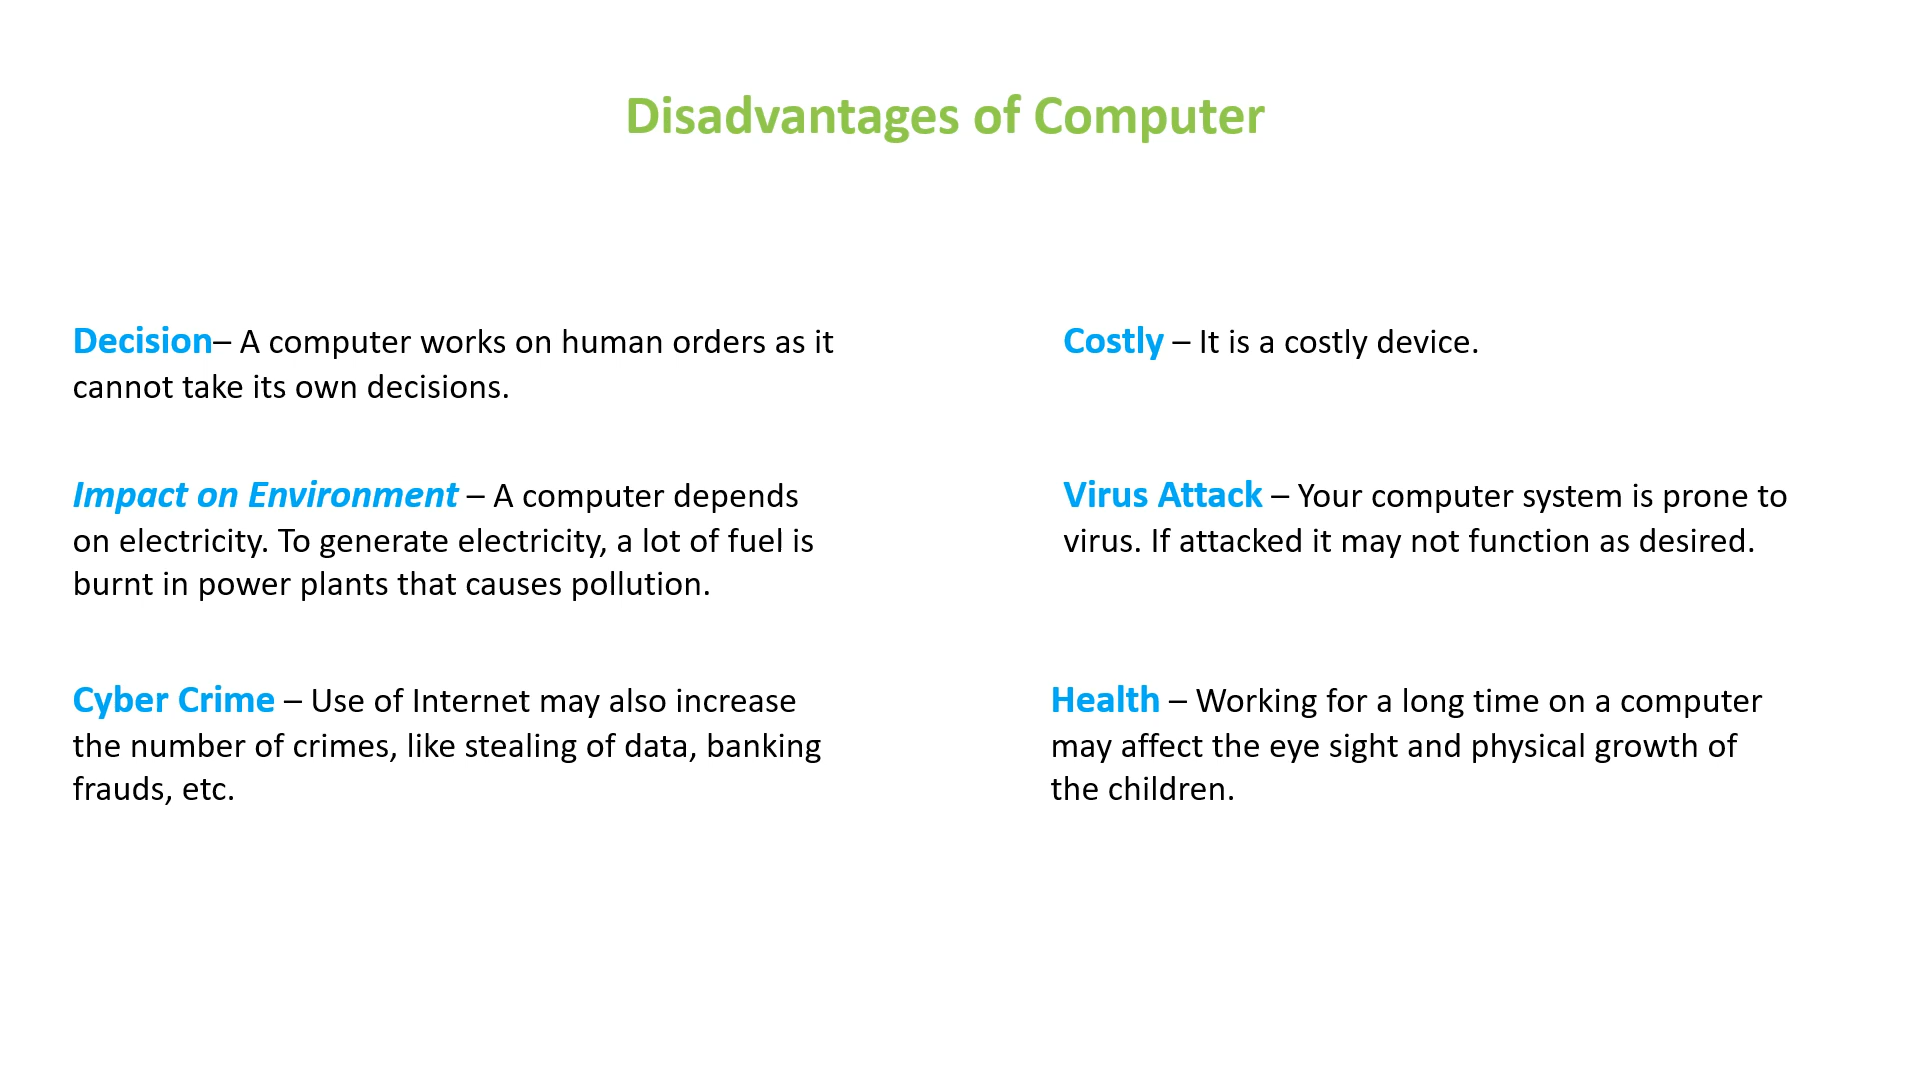 Disadvantages of Computer
Decision– A computer works on human orders as it
cannot take its own decisions.
Impact on Environment – A computer depends
on electricity. To generate electricity, a lot of fuel is
burnt in power plants that causes pollution.
Cyber Crime – Use of Internet may also increase
the number of crimes, like stealing of data, banking
frauds, etc.
Costly – It is a costly device.
Virus Attack – Your computer system is prone to
virus. If attacked it may not function as desired.
Health – Working for a long time on a computer
may affect the eye sight and physical growth of
the children.